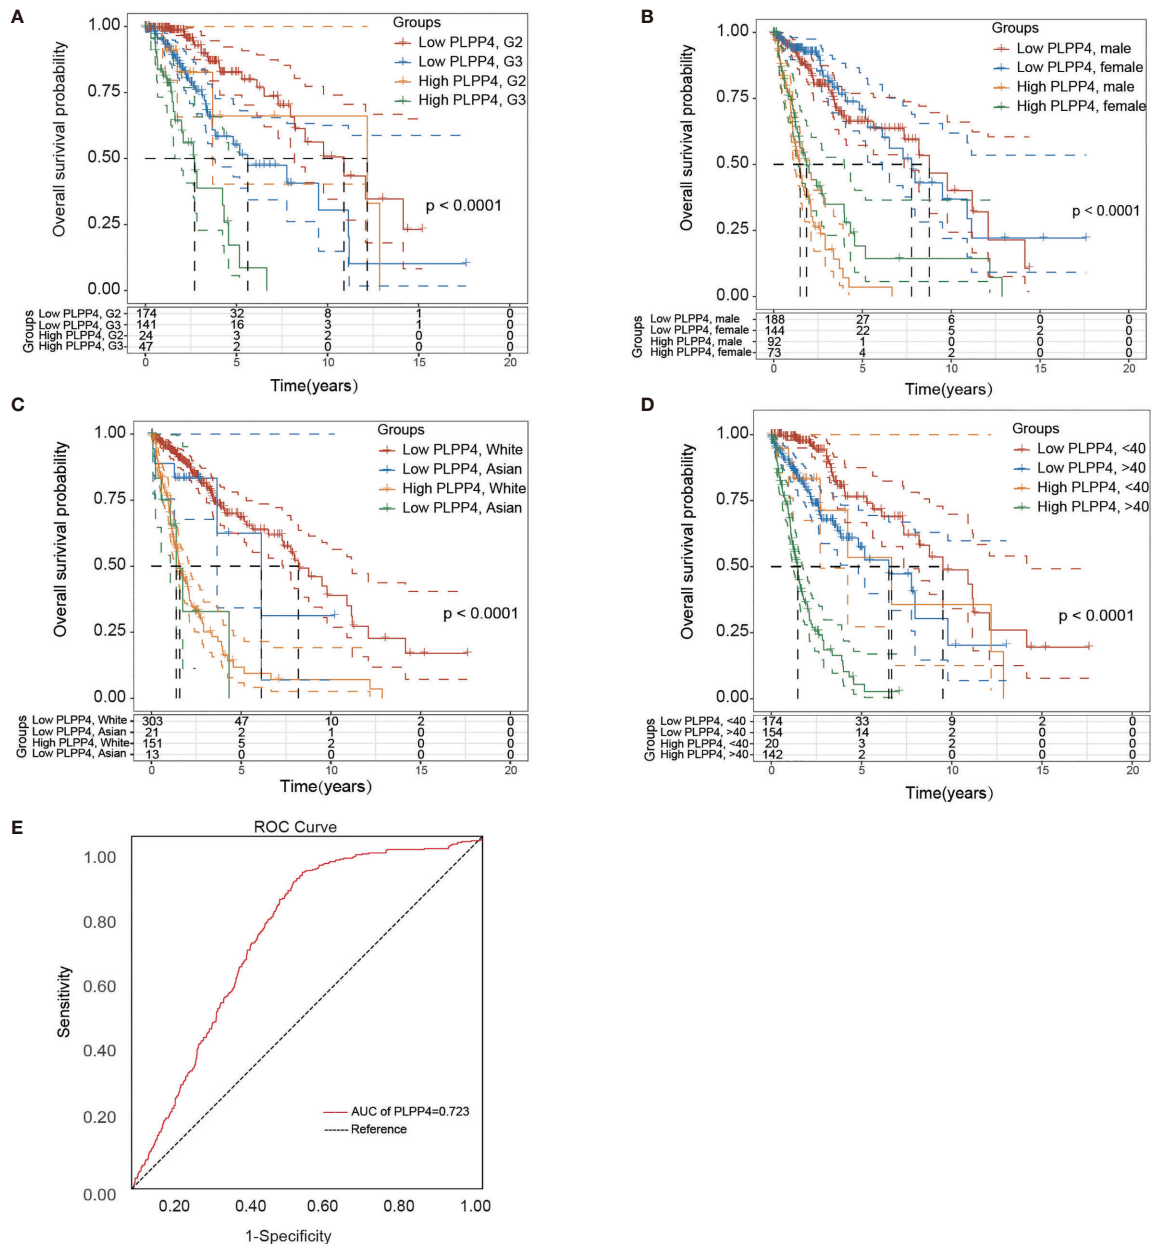 A
Groups
Low PLPP4, G2
Low PLPP4, G3
High PLPP4, G2
High PLPP4, G3
Overall surivival probability
1.00
0.75
0.50
0.25
0.00
p < 0.0001
Groups
Low PLPP4, G2 174 32 8 1 0
Low PLPP4, G3 141 16 3 1 0
High PLPP4, G2 24 3 2 0 0
High PLPP4, G3 47 2 0 0 0
0 5 10 15 20
Time(years)
B
Groups
Low PLPP4, male
Low PLPP4, female
High PLPP4, male
High PLPP4, female
Overall surivival probability
1.00
0.75
0.50
0.25
0.00
p < 0.0001
Groups
Low PLPP4, male 188 27 6 0 0
Low PLPP4, female 144 22 5 2 0
High PLPP4, male 92 1 0 0 0
High PLPP4, female 73 4 2 0 0
0 5 10 15 20
Time(years)
C
Groups
Low PLPP4, White
Low PLPP4, Asian
High PLPP4, White
Low PLPP4, Asian
Overall surivival probability
1.00
0.75
0.50
0.25
0.00
p < 0.0001
Groups
Low PLPP4, White 303 47 10 2 0
Low PLPP4, Asian 21 2 1 0 0
High PLPP4, White 151 5 2 0 0
Low PLPP4, Asian 13 0 0 0 0
0 5 10 15 20
Time(years)
D
Groups
Low PLPP4, <40
Low PLPP4, >40
High PLPP4, <40
High PLPP4, >40
Overall surivival probability
1.00
0.75
0.50
0.25
0.00
p < 0.0001
Groups
Low PLPP4, <40 174 33 9 2 0
Low PLPP4, >40 154 14 2 0 0
High PLPP4, <40 20 3 2 0 0
High PLPP4, >40 142 2 0 0 0
0 5 10 15 20
Time(years)
E
ROC Curve
Sensitivity
1.00
0.80
0.60
0.40
0.20
0.00
AUC of PLPP4=0.723
Reference
0.20 0.40 0.60 0.80 1.00
1-Specificity